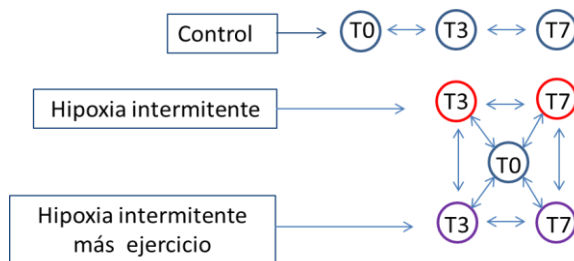 Control
T0
T3
T7
Hipoxia intermitente
T3
T7
T0
Hipoxia intermitente
más ejercicio
T3
T7